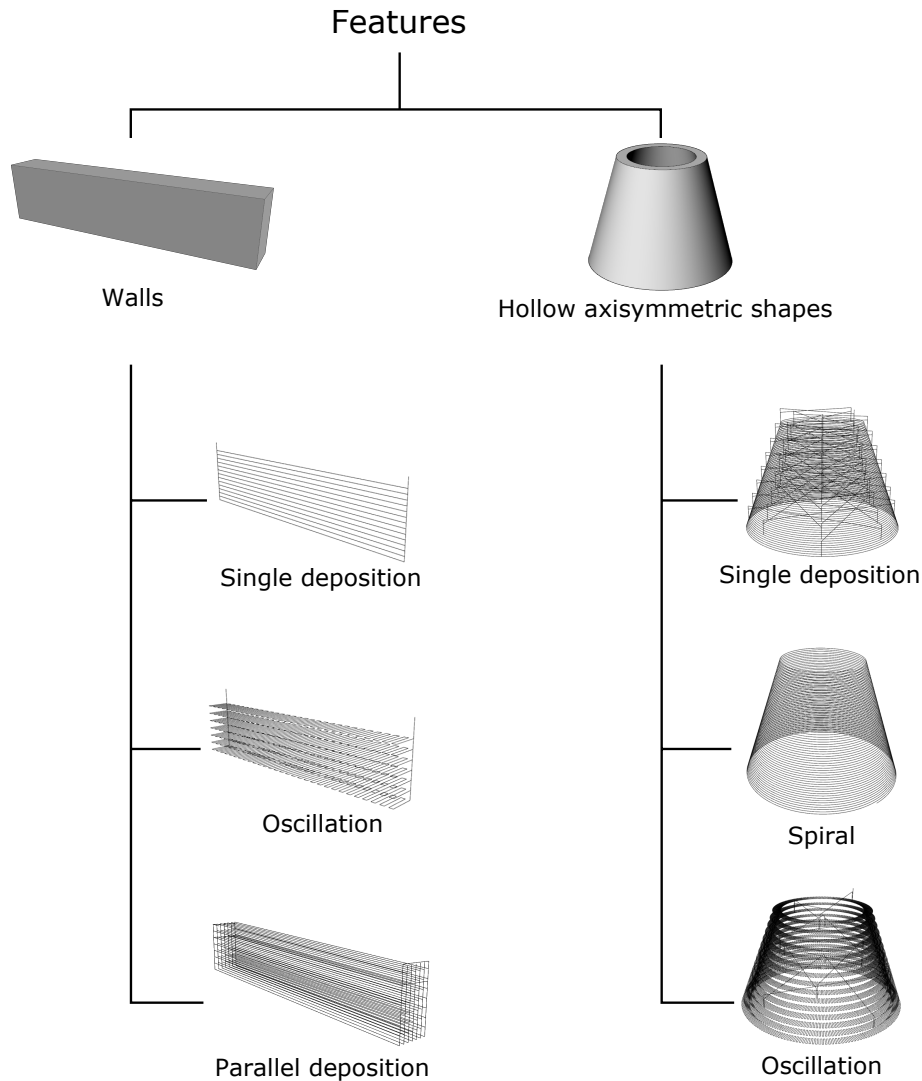 Features
Walls
Hollow axisymmetric shapes
Single deposition
Single deposition
Oscillation
Spiral
Parallel deposition
Oscillation